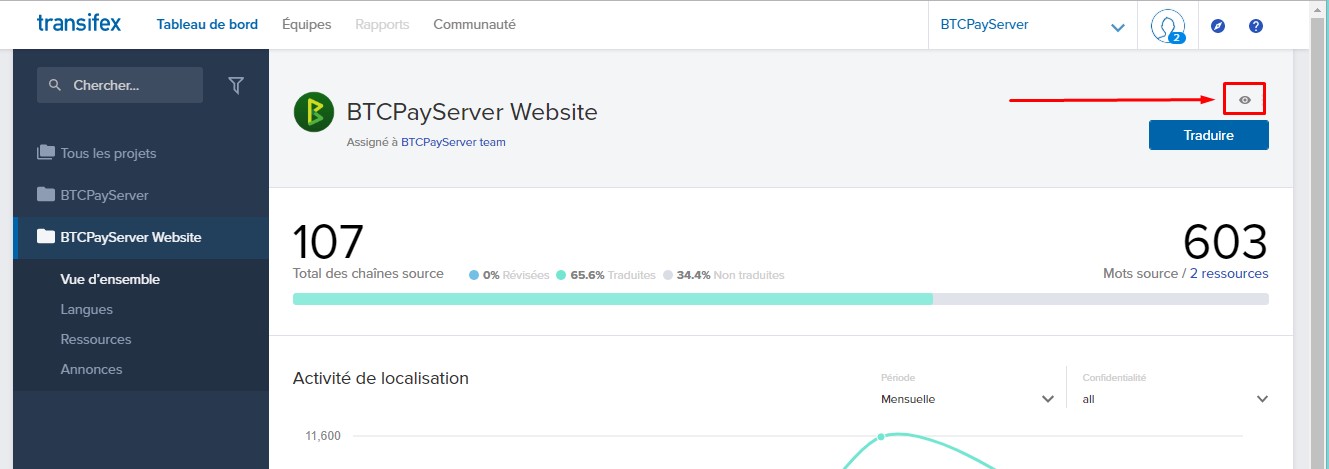 transifex Tableau de bord Équipes Rapports Communauté BTCPayServer 2 ?
Chercher...
BTCPayServer Website
Assigné à BTCPayServer team
Traduire
Tous les projets
BTCPayServer
BTCPayServer Website
Vue d'ensemble
Langues
Ressources
Annonces
107
Total des chaînes source
0% Révisées 65.6% Traduites 34.4% Non traduites
603
Mots source / 2 ressources
Activité de localisation
Période
Mensuelle
Confidentialité
all
11,600